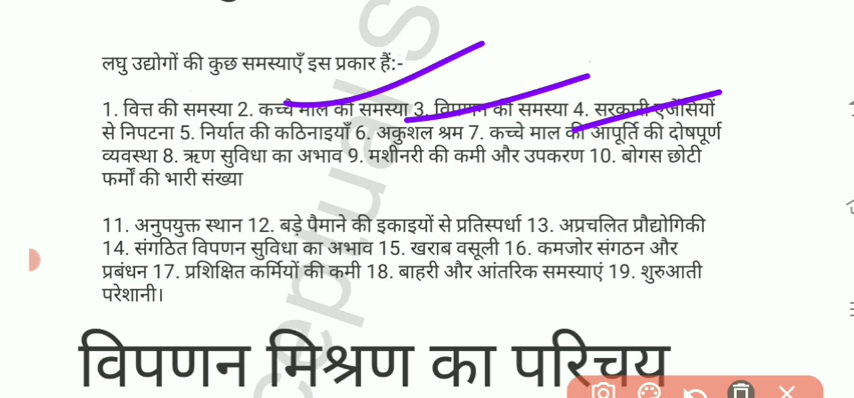 लघु उद्योगों की कुछ समस्याएँ इस प्रकार हैं:-
1. वित्त की समस्या 2. कच्चे माल की समस्या 3. विपणन की समस्या 4. सरकारी एजेंसियों
से निपटना 5. निर्यात की कठिनाइयाँ 6. अकुशल श्रम 7. कच्चे माल की आपूर्ति की दोषपूर्ण
व्यवस्था 8. ऋण सुविधा का अभाव 9. मशीनरी की कमी और उपकरण 10. बोगस छोटी
फर्मों की भारी संख्या
11. अनुपयुक्त स्थान 12. बड़े पैमाने की इकाइयों से प्रतिस्पर्धा 13. अप्रचलित प्रौद्योगिकी
14. संगठित विपणन सुविधा का अभाव 15. खराब वसूली 16. कमजोर संगठन और
प्रबंधन 17. प्रशिक्षित कर्मियों की कमी 18. बाहरी और आंतरिक समस्याएं 19. शुरुआती
परेशानी।
विपणन मिश्रण का परिचय